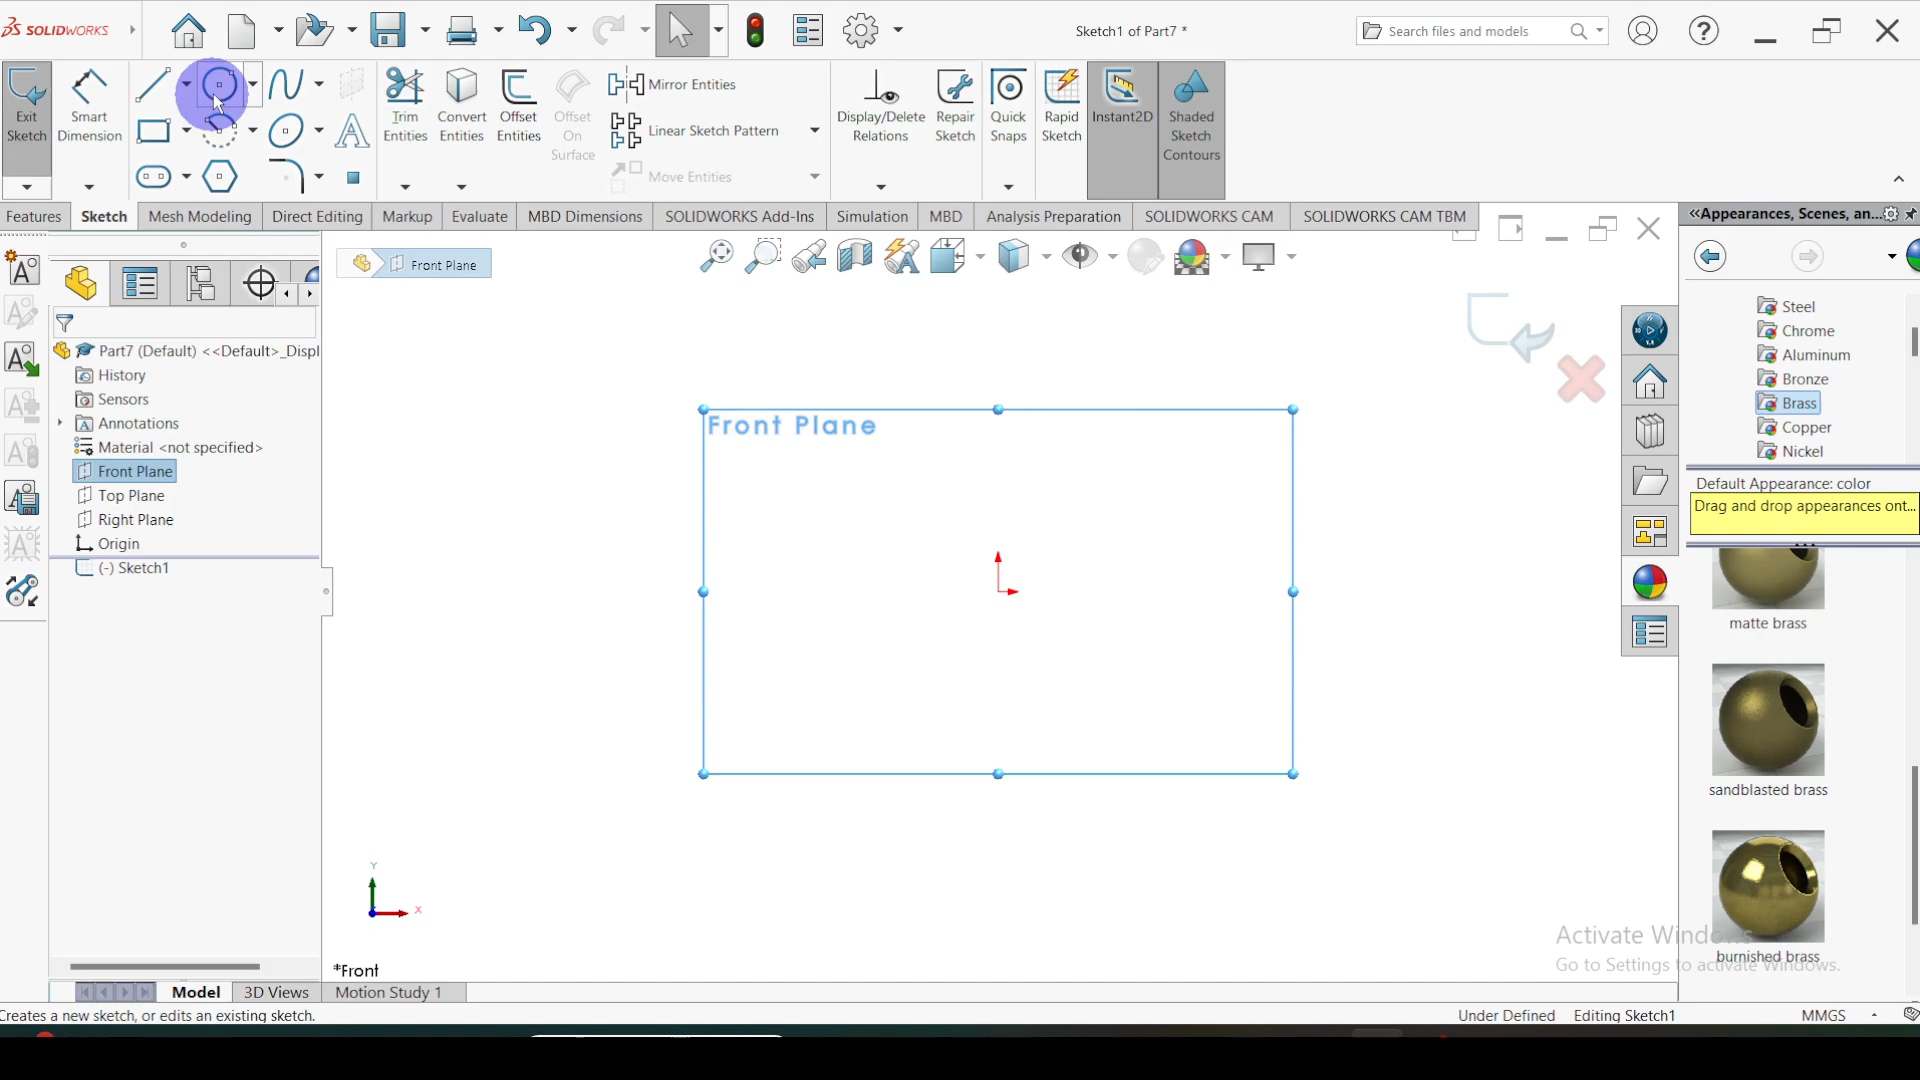 SOLIDWORKS
Sketch1 of Part7 *
Search files and models
Exit Sketch
Smart Dimension
Trim Entities
Convert Entities
Offset Entities
Offset On Surface
Mirror Entities
Linear Sketch Pattern
Move Entities
Display/Delete Relations
Repair Sketch
Quick Snaps
Rapid Sketch
Instant2D
Shaded Sketch Contours
Features
Sketch
Mesh Modeling
Direct Editing
Markup
Evaluate
MBD Dimensions
SOLIDWORKS Add-Ins
Simulation
MBD
Analysis Preparation
SOLIDWORKS CAM
SOLIDWORKS CAM TBM
Appearances, Scenes, an...
Front Plane
Part7 (Default) <<Default>_Displ
History
Sensors
Annotations
Material <not specified>
Front Plane
Top Plane
Right Plane
Origin
(-) Sketch1
Front Plane
Y
X
*Front
Steel
Chrome
Aluminum
Bronze
Brass
Copper
Nickel
Default Appearance: color
Drag and drop appearances ont...
matte brass
sandblasted brass
burnished brass
Activate Windows
Go to Settings to activate Windows.
Model
3D Views
Motion Study 1
Creates a new sketch, or edits an existing sketch.
Under Defined
Editing Sketch1
MMGS